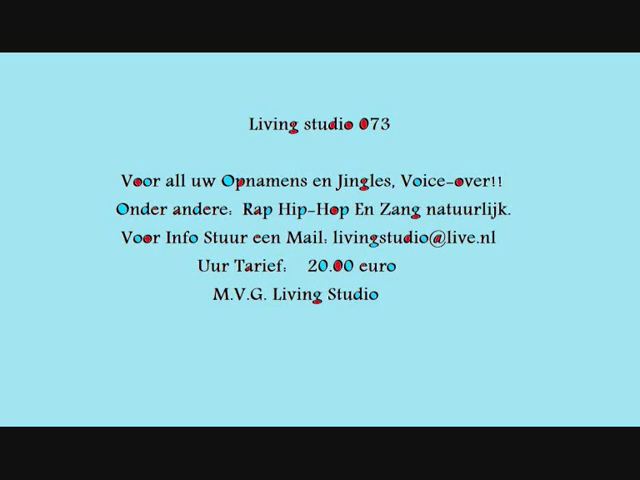 Living studio 073
Voor all uw Opnamens en Jingles, Voice-over!!
Onder andere: Rap Hip-Hop En Zang natuurlijk.
Voor Info Stuur een Mail: livingstudio@live.nl
Uur Tarief: 20.00 euro
M.V.G. Living Studio